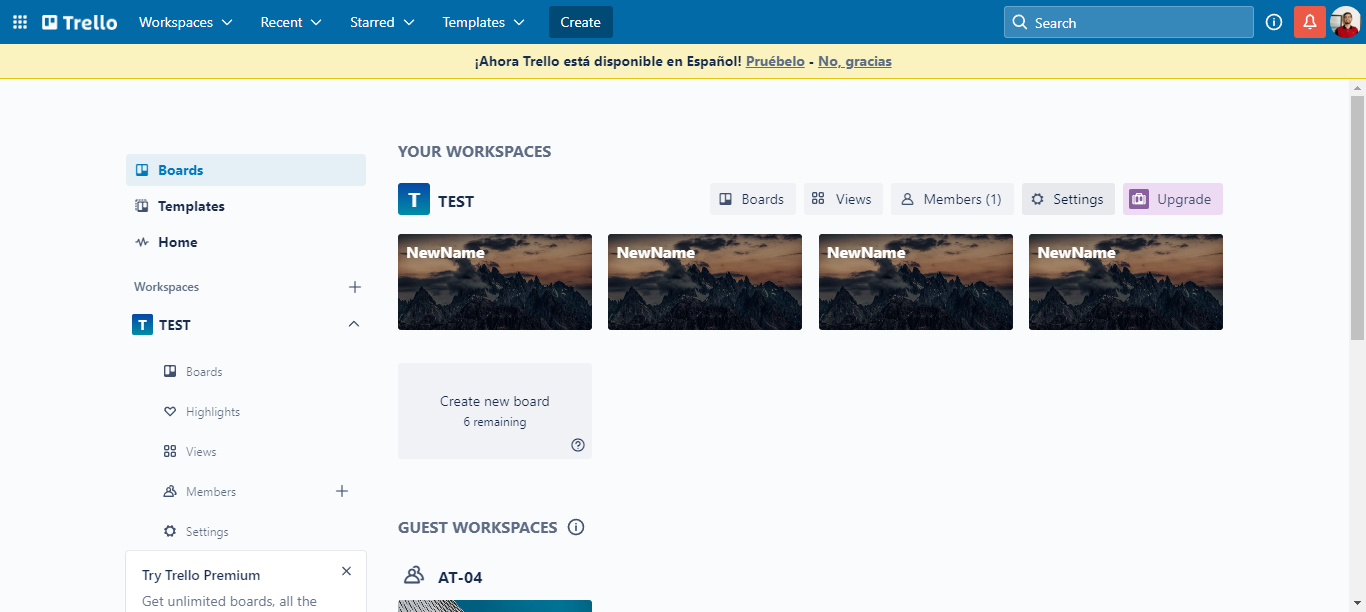 Trello Workspaces Recent Starred Templates Create Search
¡Ahora Trello está disponible en Español! Pruébelo - No, gracias
Boards
Templates
Home
Workspaces
T TEST
Boards
Highlights
Views
Members
Settings
Try Trello Premium
Get unlimited boards, all the
YOUR WORKSPACES
T TEST Boards Views Members (1) Settings Upgrade
NewName NewName NewName NewName
Create new board
6 remaining
GUEST WORKSPACES
AT-04